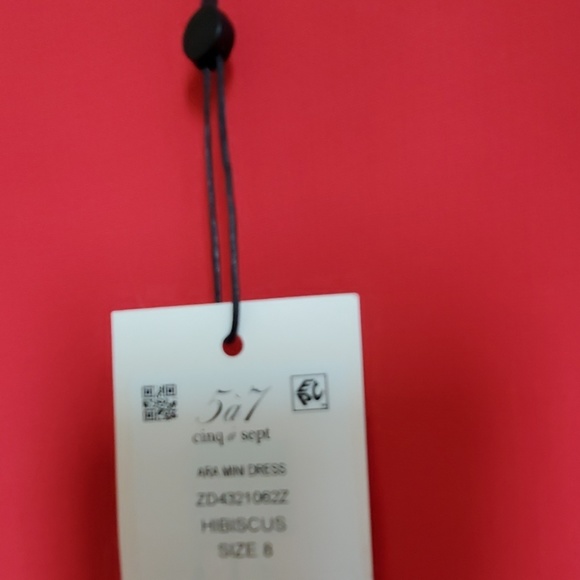 5à7
cinq à sept
ARA MINI DRESS
ZD4321062Z
HIBISCUS
SIZE 8